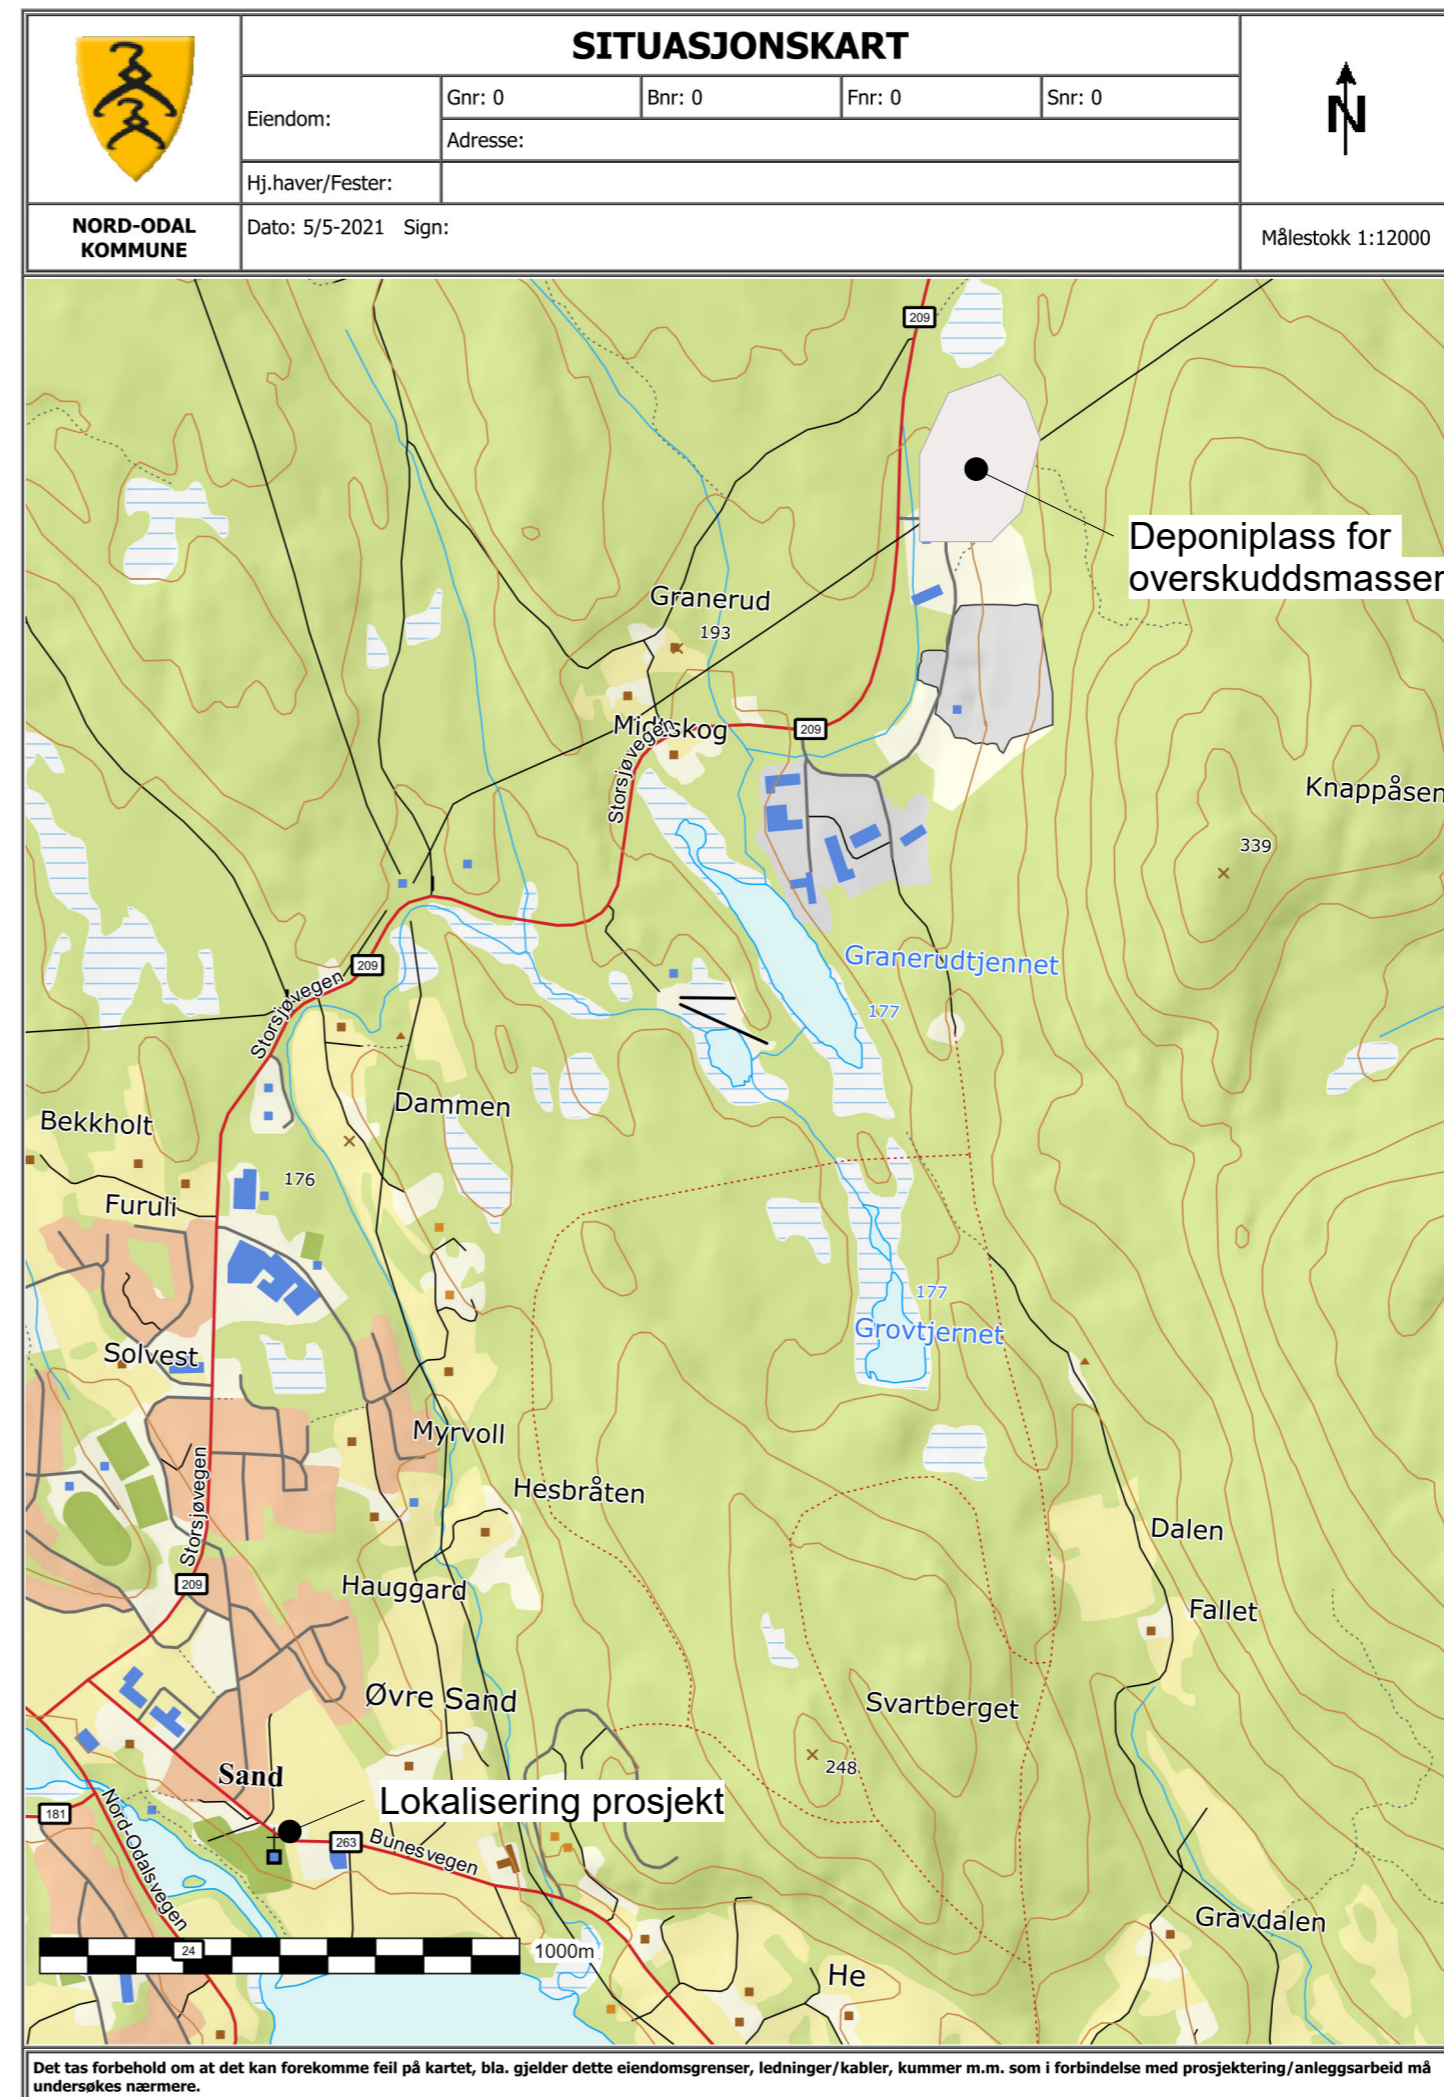 SITUASJONSKART
Eiendom:
Gnr: 0
Bnr: 0
Fnr: 0
Snr: 0
Adresse:
Hj.haver/Fester:
N
NORD-ODAL
KOMMUNE
Dato: 5/5-2021 Sign:
Målestokk 1:12000
209
Deponiplass for
overskuddsmasser
Granerud
193
Midtskog
209
Storsjøvegen
Knappåsen
339
Granerudtjennet
209
Storsjøvegen
177
Dammen
Bekkholt
176
Furuli
177
Grovtjernet
Solvest
Myrvoll
Hesbråten
Storsjøvegen
Dalen
209
Hauggard
Fallet
Øvre Sand
Svartberget
248
Sand
Lokalisering prosjekt
181
263
Bunesvegen
Nord-Odalsvegen
Gravdalen
24
1000m
He
Det tas forbehold om at det kan forekomme feil på kartet, bla. gjelder dette eiendomsgrenser, ledninger/kabler, kummer m.m. som i forbindelse med prosjektering/anleggsarbeid må
undersøkes nærmere.